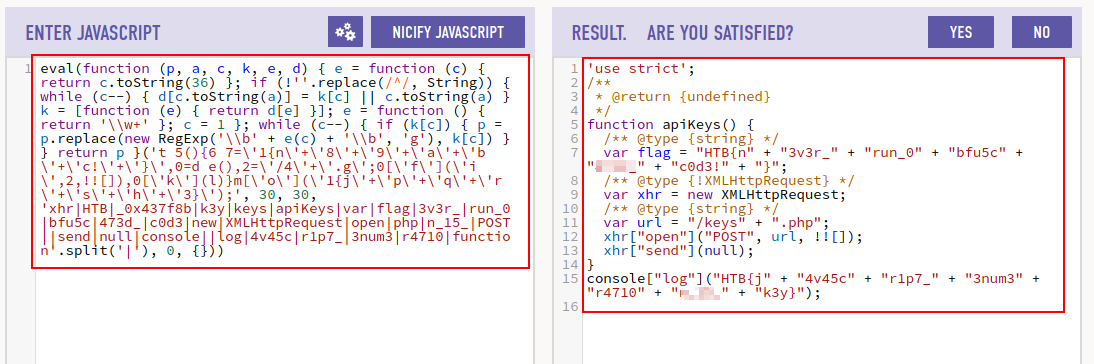 ENTER JAVASCRIPT
NICIFY JAVASCRIPT
1 eval(function (p, a, c, k, e, d) { e = function (c) {
return c.toString(36) }; if (!''.replace(/^/, String)) {
while (c--) { d[c.toString(a)] = k[c] || c.toString(a) }
k = [function (e) { return d[e] }]; e = function () {
return '\\w+' }; c = 1 }; while (c--) { if (k[c]) { p =
p.replace(new RegExp('\\b' + e(c) + '\\b', 'g'), k[c]) }
} return p }('t 5(){6 7=\'1{n\'+\'8\'+\'9\'+\'a\'+\'b
\'+\'c!\'+\'}\',0=d e(),2=\'/4\'+\'.g\';0[\'f\'](\'i
\',2,!![]),0[\'k\'](l)}m[\'o\'](\'1{j\'+\'p\'+\'q\'+\'r
\'+\'s\'+\'h\'+\'3}\');', 30, 30,
'xhr|HTB|_0x437f8b|k3y|keys|apiKeys|var|flag|3v3r_|run_0
|bfu5c|473d_|c0d3|new|XMLHttpRequest|open|php|n_15_|POST
||send|null|console||log|4v45c|r1p7_|3num3|r4710|functio
n'.split('|'), 0, {}))
RESULT. ARE YOU SATISFIED?
YES
NO
1 'use strict';
2 /**
3 * @return {undefined}
4 */
5 function apiKeys() {
6 /** @type {string} */
7 var flag = "HTB{n" + "3v3r_" + "run_0" + "bfu5c" +
" _" + "c0d3!" + "}";
8 /** @type {!XMLHttpRequest} */
9 var xhr = new XMLHttpRequest;
10 /** @type {string} */
11 var url = "/keys" + ".php";
12 xhr["open"]("POST", url, !![]);
13 xhr["send"](null);
14 }
15 console["log"]("HTB{j" + "4v45c" + "r1p7_" + "3num3" +
"r4710" + " " + "k3y}");
16